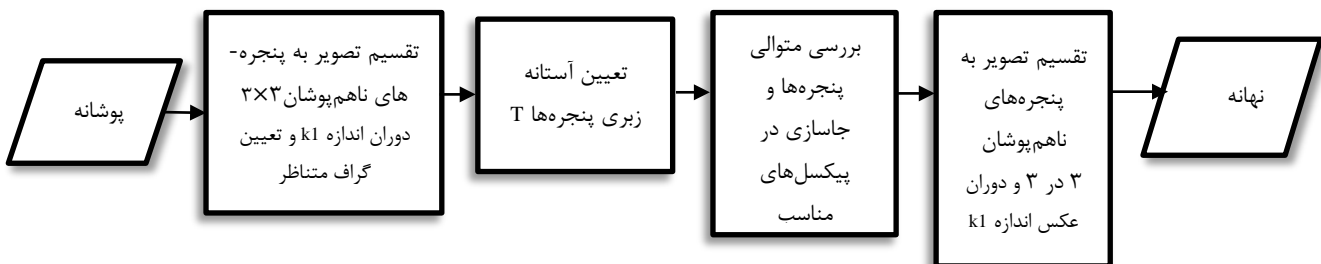 پوشانه
تقسیم تصویر به پنجره-
های ناهم‌پوشان۳×۳
دوران اندازه k1 و تعیین
گراف متناظر
تعیین آستانه
زبری پنجره‌ها T
بررسی متوالی
پنجره‌ها و
جاسازی در
پیکسل‌های
مناسب
تقسیم تصویر به
پنجره‌های
ناهم‌پوشان
۳ در ۳ و دوران
عکس اندازه k1
نهانه